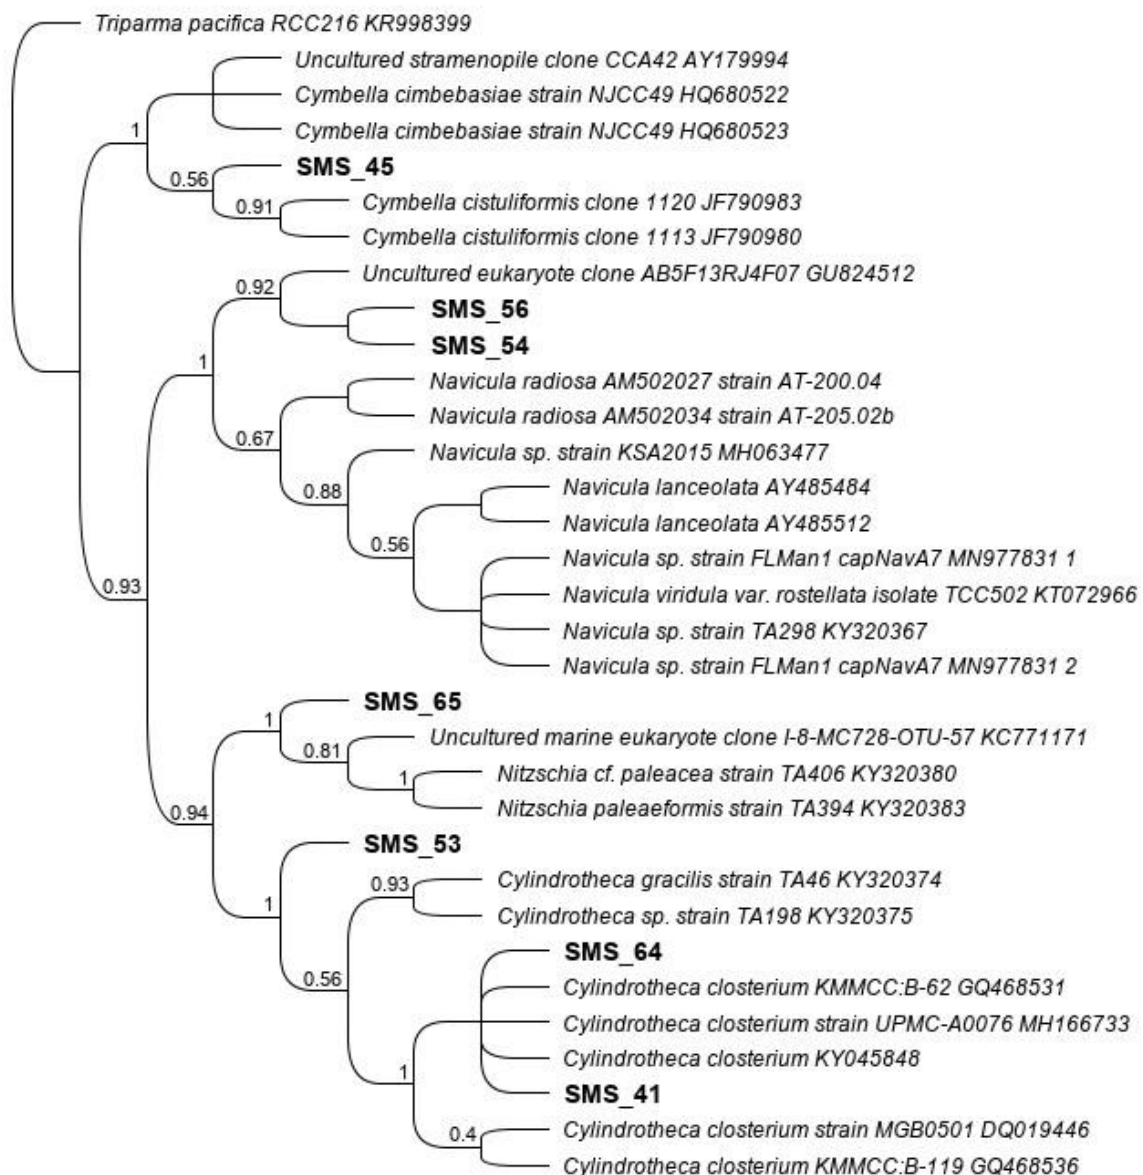 Triparma pacifica RCC216 KR998399
Uncultured stramenopile clone CCA42 AY179994
Cymbella cimbebasiae strain NJCC49 HQ680522
1
Cymbella cimbebasiae strain NJCC49 HQ680523
SMS_45
0.56
Cymbella cistuliformis clone 1120 JF790983
0.91
Cymbella cistuliformis clone 1113 JF790980
Uncultured eukaryote clone AB5F13RJ4F07 GU824512
0.92
SMS_56
SMS_54
1
Navicula radiosa AM502027 strain AT-200.04
Navicula radiosa AM502034 strain AT-205.02b
0.67
Navicula sp. strain KSA2015 MH063477
Navicula lanceolata AY485484
0.88
Navicula lanceolata AY485512
0.56
Navicula sp. strain FLMan1 capNavA7 MN977831 1
0.93
Navicula viridula var. rostellata isolate TCC502 KT072966
Navicula sp. strain TA298 KY320367
Navicula sp. strain FLMan1 capNavA7 MN977831 2
SMS_65
1
Uncultured marine eukaryote clone I-8-MC728-OTU-57 KC771171
0.81
Nitzschia cf. paleacea strain TA406 KY320380
1
Nitzschia paleaeformis strain TA394 KY320383
0.94
SMS_53
Cylindrotheca gracilis strain TA46 KY320374
0.93
Cylindrotheca sp. strain TA198 KY320375
1
SMS_64
0.56
Cylindrotheca closterium KMMCC:B-62 GQ468531
Cylindrotheca closterium strain UPMC-A0076 MH166733
Cylindrotheca closterium KY045848
1
SMS_41
Cylindrotheca closterium strain MGB0501 DQ019446
0.4
Cylindrotheca closterium KMMCC:B-119 GQ468536